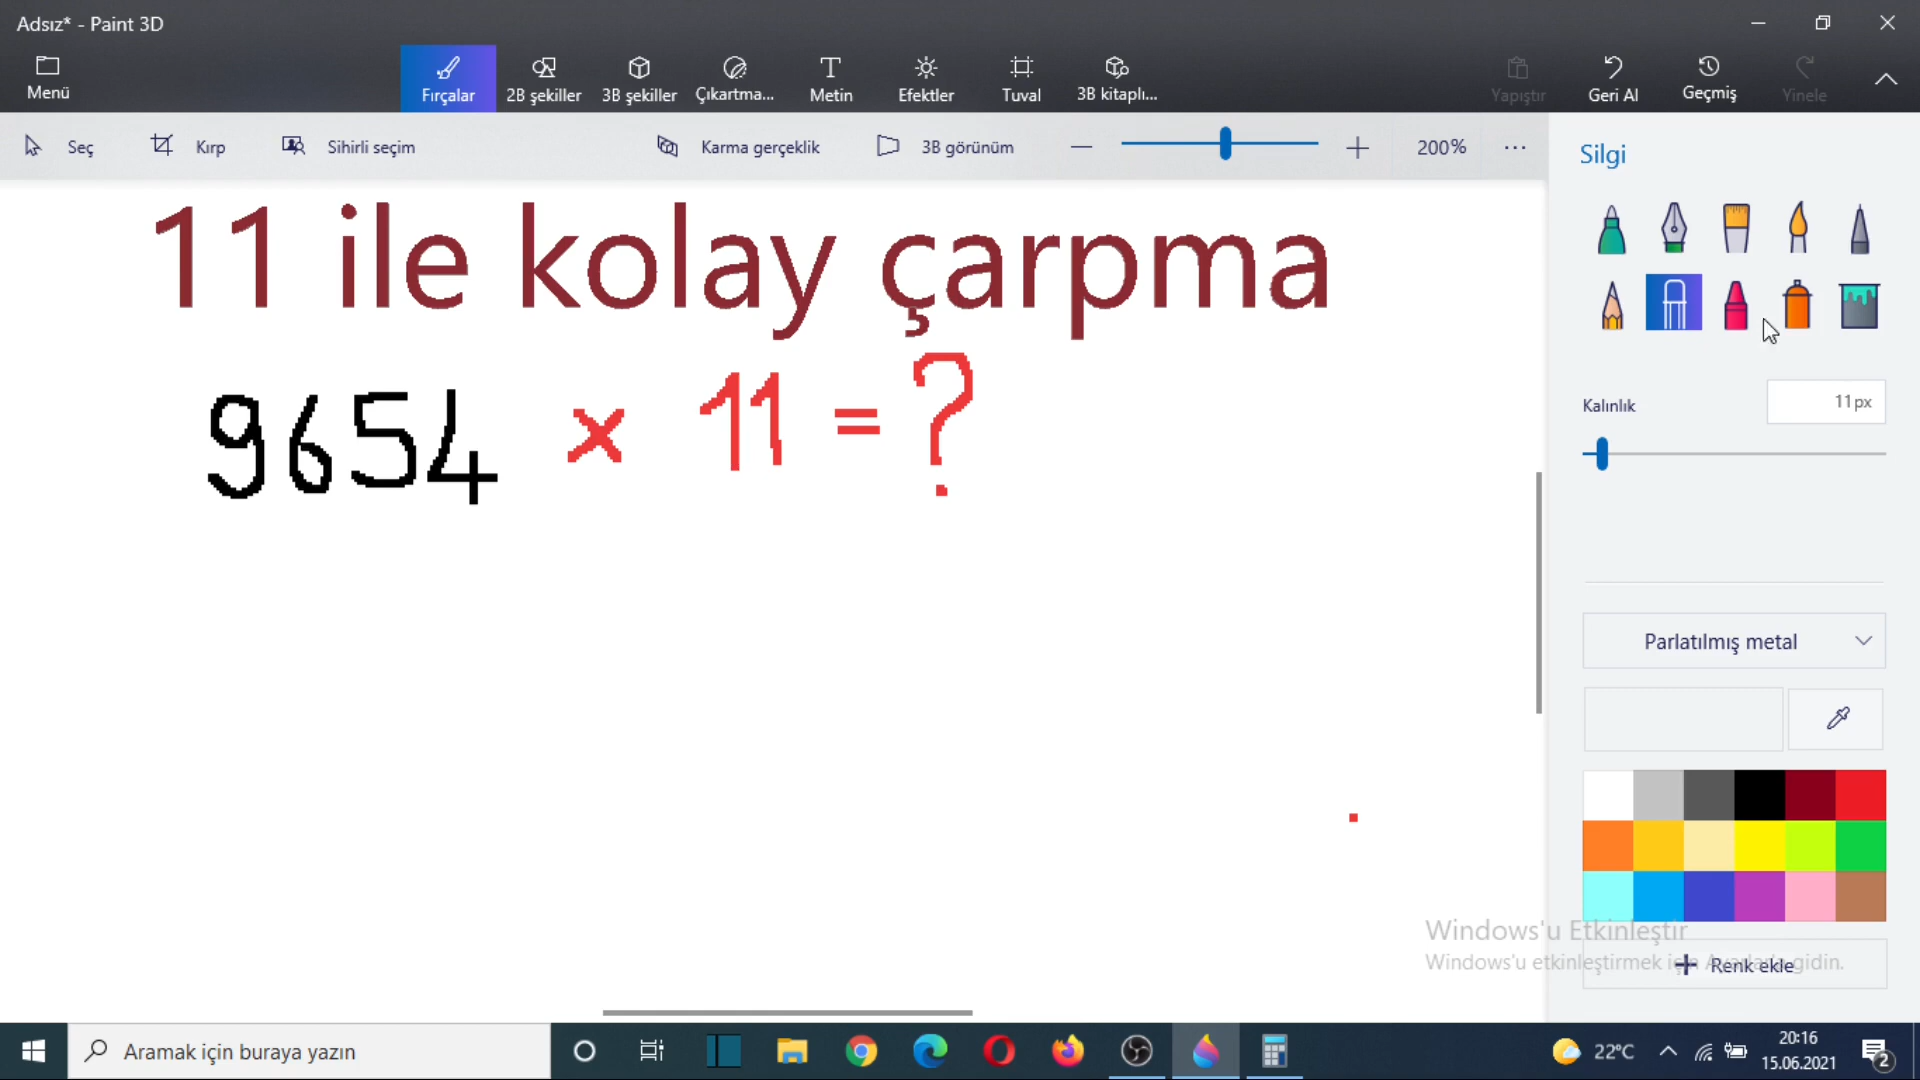 Adsız* - Paint 3D
Menü
Fırçalar
2B şekiller
3B şekiller
Çıkartma...
Metin
Efektler
Tuval
3B kitaplı...
Yapıştır
Geri Al
Geçmiş
Yinele
Seç
Kırp
Sihirli seçim
Karma gerçeklik
3B görünüm
200%
Silgi
11 ile kolay çarpma
9654 × 11 = ?
Kalınlık
11px
Parlatılmış metal
Windows'u Etkinleştir
Windows'u etkinleştirmek için Ayarlar'a gidin.
Renk ekle
Aramak için buraya yazın
22°C
20:16
15.06.2021
2